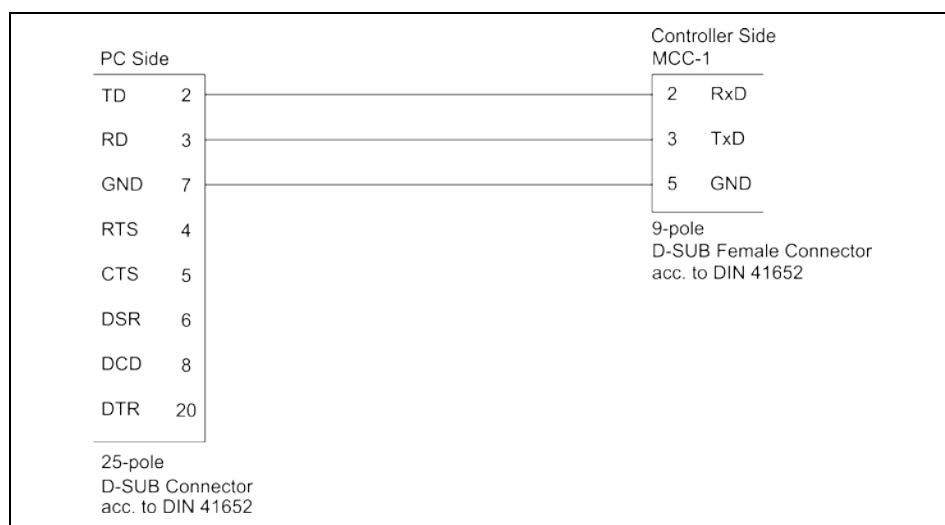 Controller Side
MCC-1
PC Side
TD 2
2 RxD
RD 3
3 TxD
GND 7
5 GND
RTS 4
9-pole
D-SUB Female Connector
acc. to DIN 41652
CTS 5
DSR 6
DCD 8
DTR 20
25-pole
D-SUB Connector
acc. to DIN 41652